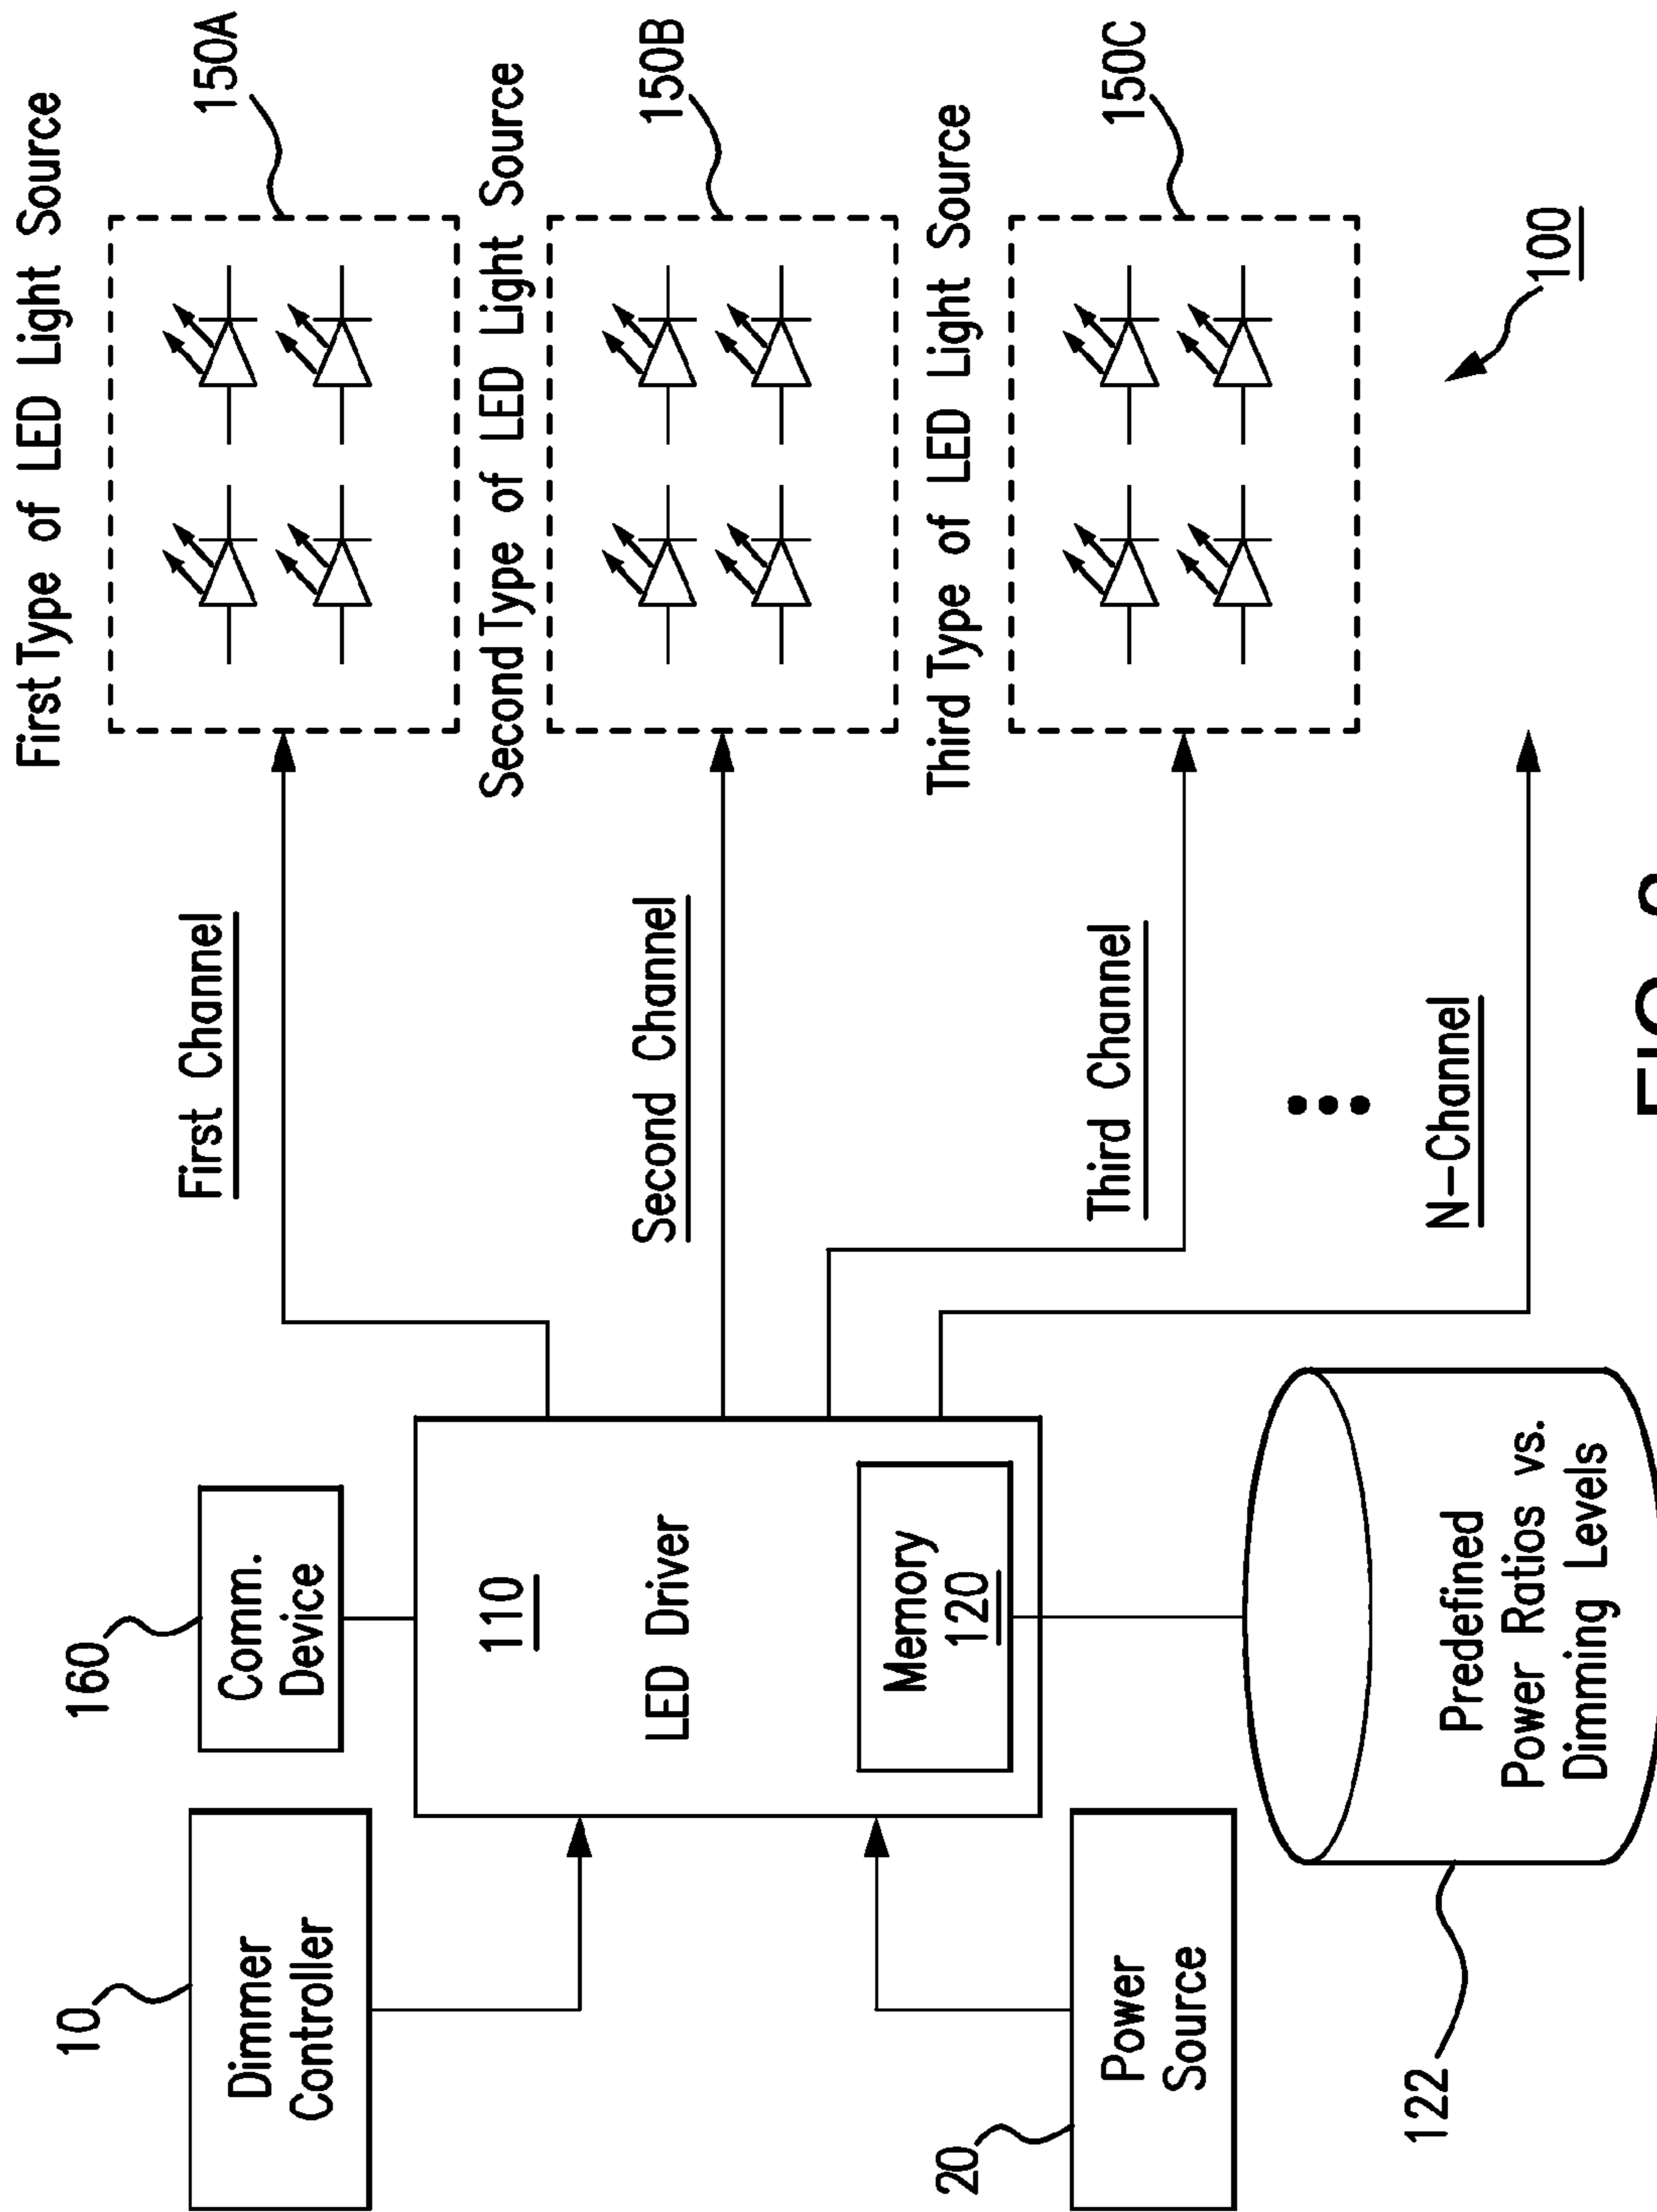 First Type of LED Light Source
150A
Second Type of LED Light Source
150B
Third Type of LED Light Source
150C
100
First Channel
Second Channel
Third Channel
N-Channel
160
Comm.
Device
110
LED Driver
Memory
120
10
Dimmer
Controller
20
Power
Source
122
Predefined
Power Ratios vs.
Dimming Levels